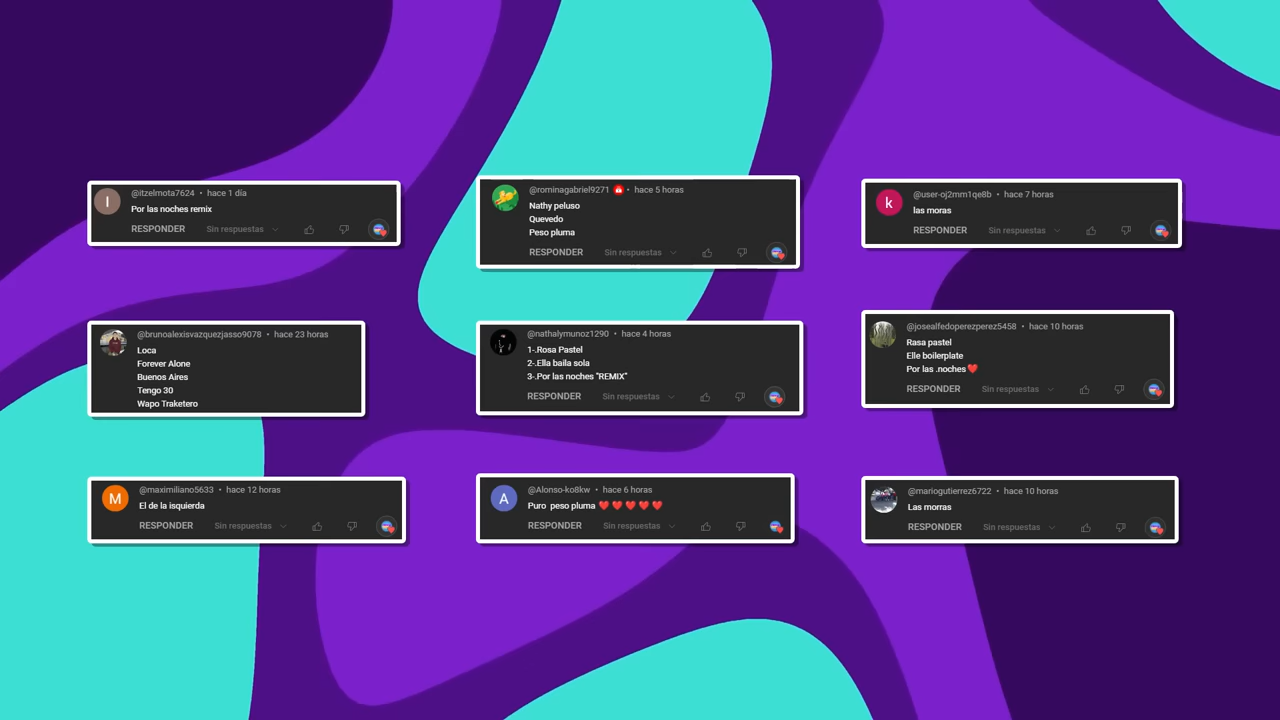 @itzelmota7624 • hace 1 día
Por las noches remix
RESPONDER Sin respuestas
@rominagabriel9271 • hace 5 horas
Nathy peluso
Quevedo
Peso pluma
RESPONDER Sin respuestas
@user-oj2mm1qe8b • hace 7 horas
las moras
RESPONDER Sin respuestas
@brunoalexisvazquezjasso9078 • hace 23 horas
Loca
Forever Alone
Buenos Aires
Tengo 30
Wapo Traketero
@nathalymunoz1290 • hace 4 horas
1-.Rosa Pastel
2-.Ella baila sola
3-.Por las noches "REMIX"
RESPONDER Sin respuestas
@josealfedoperezperez5458 • hace 10 horas
Rasa pastel
Elle boilerplate
Por las .noches❤️
RESPONDER Sin respuestas
M
@maximiliano5633 • hace 12 horas
El de la isquierda
RESPONDER Sin respuestas
A
@Alonso-ko8kw • hace 6 horas
Puro peso pluma ❤️ ❤️ ❤️ ❤️ ❤️
RESPONDER Sin respuestas
@mariogutierrez6722 • hace 10 horas
Las morras
RESPONDER Sin respuestas